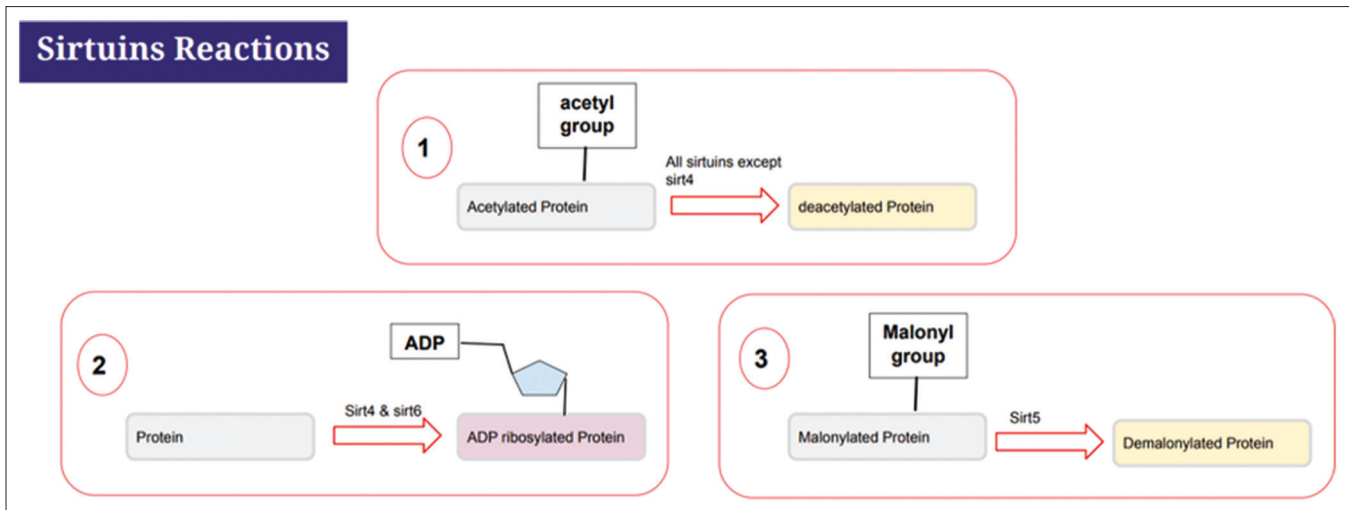 Sirtuins Reactions
acetyl
group
1
All sirtuins except
sirt4
Acetylated Protein
deacetylated Protein
2
ADP
Sirt4 & sirt6
Protein
ADP ribosylated Protein
3
Malonyl
group
Sirt5
Malonylated Protein
Demalonylated Protein